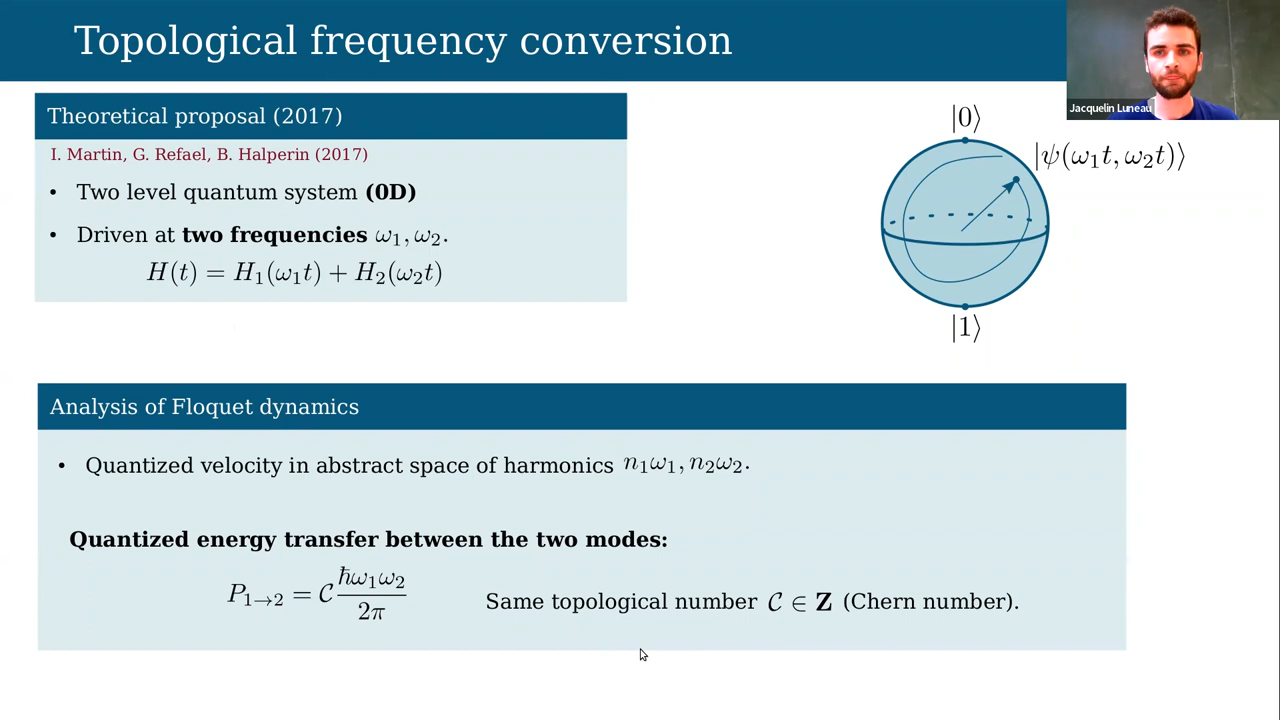 Topological frequency conversion
Jacquelin Luneau
Theoretical proposal (2017)
I. Martin, G. Refael, B. Halperin (2017)
• Two level quantum system (0D)
• Driven at two frequencies ω₁, ω₂.
H(t) = H₁(ω₁t) + H₂(ω₂t)
|0⟩
|ψ(ω₁t, ω₂t)⟩
|1⟩
Analysis of Floquet dynamics
• Quantized velocity in abstract space of harmonics n₁ω₁, n₂ω₂.
Quantized energy transfer between the two modes:
P₁→₂ = 𝒞 ħω₁ω₂ / 2π
Same topological number 𝒞 ∈ 𝐙 (Chern number).